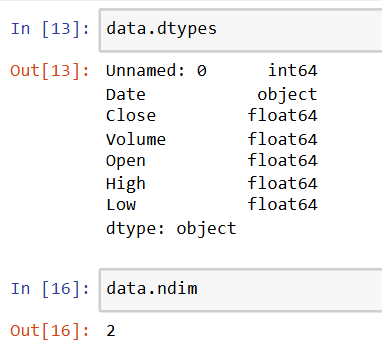 In [13]: data.dtypes
Out[13]: Unnamed: 0 int64
Date object
Close float64
Volume float64
Open float64
High float64
Low float64
dtype: object
In [16]: data.ndim
Out[16]: 2